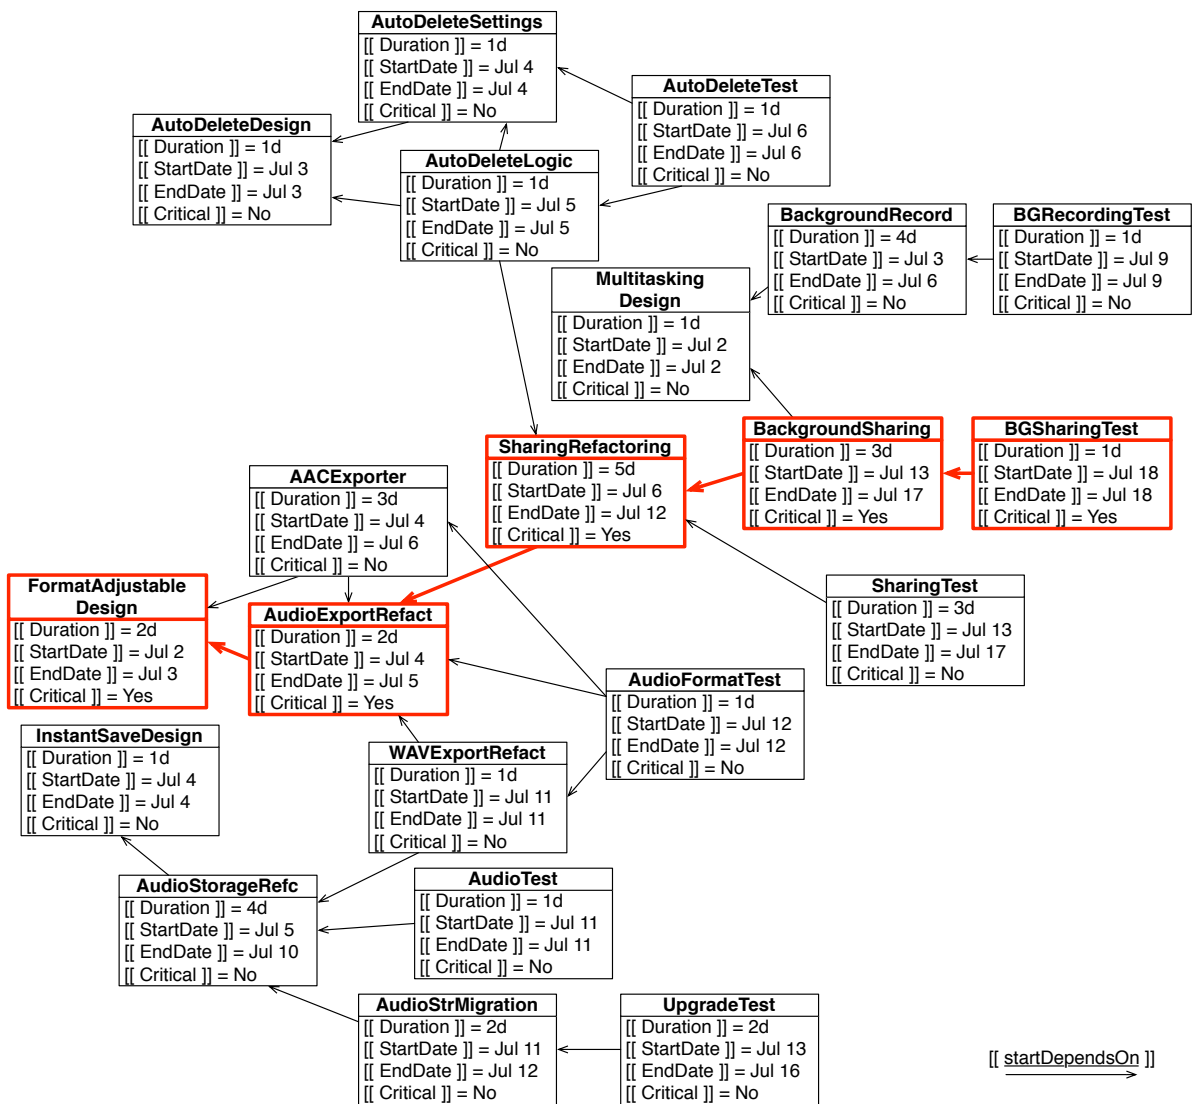 AutoDeleteSettings
[[ Duration ]] = 1d
[[ StartDate ]] = Jul 4
[[ EndDate ]] = Jul 4
[[ Critical ]] = No
AutoDeleteTest
[[ Duration ]] = 1d
[[ StartDate ]] = Jul 6
[[ EndDate ]] = Jul 6
[[ Critical ]] = No
AutoDeleteDesign
[[ Duration ]] = 1d
[[ StartDate ]] = Jul 3
[[ EndDate ]] = Jul 3
[[ Critical ]] = No
AutoDeleteLogic
[[ Duration ]] = 1d
[[ StartDate ]] = Jul 5
[[ EndDate ]] = Jul 5
[[ Critical ]] = No
BackgroundRecord
[[ Duration ]] = 4d
[[ StartDate ]] = Jul 3
[[ EndDate ]] = Jul 6
[[ Critical ]] = No
BGRecordingTest
[[ Duration ]] = 1d
[[ StartDate ]] = Jul 9
[[ EndDate ]] = Jul 9
[[ Critical ]] = No
Multitasking
Design
[[ Duration ]] = 1d
[[ StartDate ]] = Jul 2
[[ EndDate ]] = Jul 2
[[ Critical ]] = No
SharingRefactoring
[[ Duration ]] = 5d
[[ StartDate ]] = Jul 6
[[ EndDate ]] = Jul 12
[[ Critical ]] = Yes
BackgroundSharing
[[ Duration ]] = 3d
[[ StartDate ]] = Jul 13
[[ EndDate ]] = Jul 17
[[ Critical ]] = Yes
BGSharingTest
[[ Duration ]] = 1d
[[ StartDate ]] = Jul 18
[[ EndDate ]] = Jul 18
[[ Critical ]] = Yes
AACExporter
[[ Duration ]] = 3d
[[ StartDate ]] = Jul 4
[[ EndDate ]] = Jul 6
[[ Critical ]] = No
FormatAdjustable
Design
[[ Duration ]] = 2d
[[ StartDate ]] = Jul 2
[[ EndDate ]] = Jul 3
[[ Critical ]] = Yes
AudioExportRefact
[[ Duration ]] = 2d
[[ StartDate ]] = Jul 4
[[ EndDate ]] = Jul 5
[[ Critical ]] = Yes
SharingTest
[[ Duration ]] = 3d
[[ StartDate ]] = Jul 13
[[ EndDate ]] = Jul 17
[[ Critical ]] = No
AudioFormatTest
[[ Duration ]] = 1d
[[ StartDate ]] = Jul 12
[[ EndDate ]] = Jul 12
[[ Critical ]] = No
InstantSaveDesign
[[ Duration ]] = 1d
[[ StartDate ]] = Jul 4
[[ EndDate ]] = Jul 4
[[ Critical ]] = No
WAVExportRefact
[[ Duration ]] = 1d
[[ StartDate ]] = Jul 11
[[ EndDate ]] = Jul 11
[[ Critical ]] = No
AudioStorageRefc
[[ Duration ]] = 4d
[[ StartDate ]] = Jul 5
[[ EndDate ]] = Jul 10
[[ Critical ]] = No
AudioTest
[[ Duration ]] = 1d
[[ StartDate ]] = Jul 11
[[ EndDate ]] = Jul 11
[[ Critical ]] = No
AudioStrMigration
[[ Duration ]] = 2d
[[ StartDate ]] = Jul 11
[[ EndDate ]] = Jul 12
[[ Critical ]] = No
UpgradeTest
[[ Duration ]] = 2d
[[ StartDate ]] = Jul 13
[[ EndDate ]] = Jul 16
[[ Critical ]] = No
[[ startDependsOn ]]